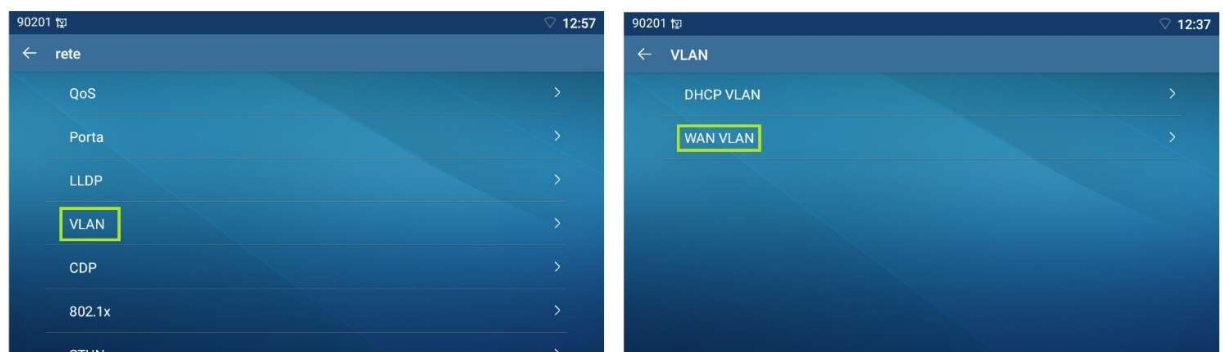 90201
12:57
rete
QoS
Porta
LLDP
VLAN
CDP
802.1x
90201
12:37
VLAN
DHCP VLAN
WAN VLAN